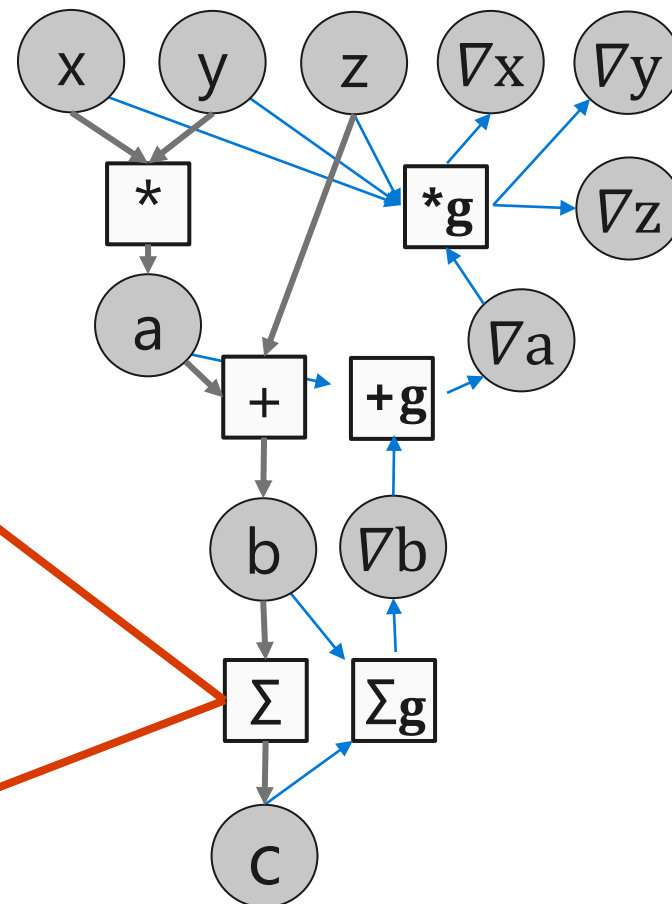 x y z ∇x ∇y
* *g ∇z
a ∇a
+ +g
b ∇b
Σ Σg
c